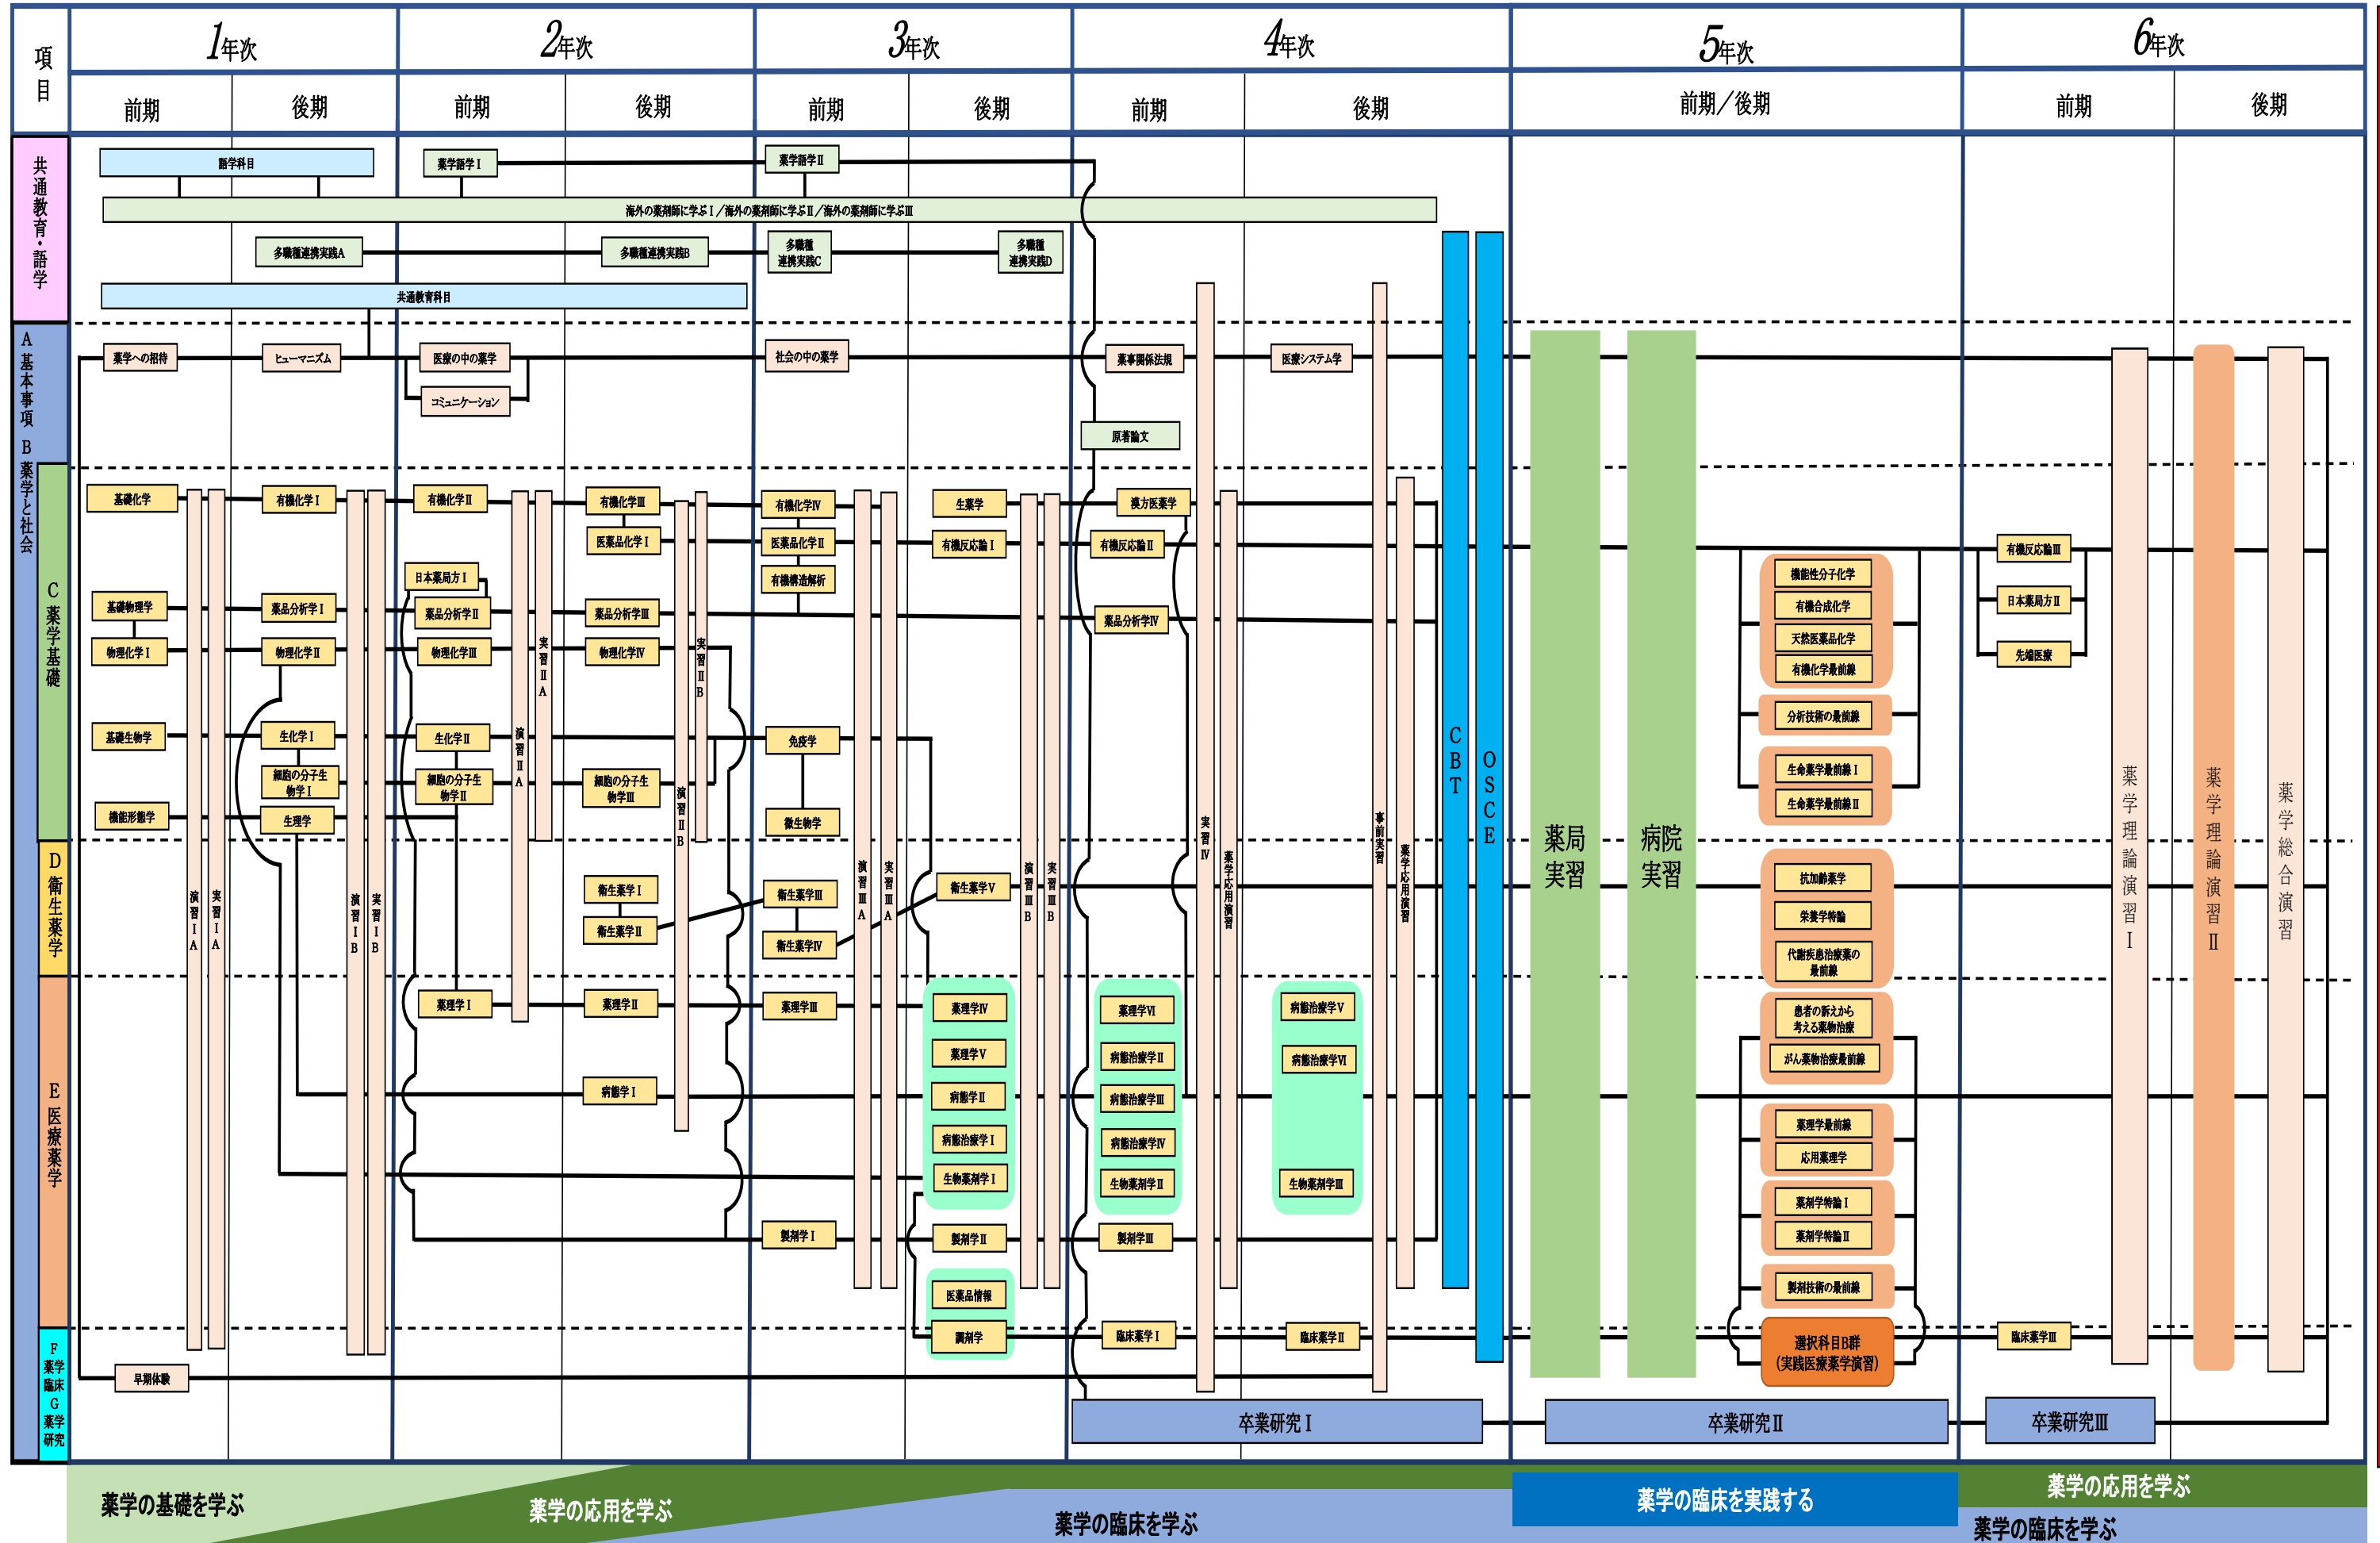 項目
1年次
2年次
3年次
4年次
5年次
6年次
前期
後期
前期
後期
前期
後期
前期
後期
前期／後期
前期
後期
共通教育・語学
語学科目
薬学語学Ⅰ
薬学語学Ⅱ
海外の薬剤師に学ぶⅠ／海外の薬剤師に学ぶⅡ／海外の薬剤師に学ぶⅢ
多職種連携実践A
多職種連携実践B
多職種
連携実践C
多職種
連携実践D
共通教育科目
A 基本事項 B 薬学と社会
薬学への招待
ヒューマニズム
医療の中の薬学
社会の中の薬学
薬事関係法規
医療システム学
コミュニケーション
原著論文
C 薬学基礎
基礎化学
有機化学Ⅰ
有機化学Ⅱ
有機化学Ⅲ
有機化学Ⅳ
生薬学
漢方医薬学
医薬品化学Ⅰ
医薬品化学Ⅱ
有機反応論Ⅰ
有機反応論Ⅱ
有機反応論Ⅲ
日本薬局方Ⅰ
有機構造解析
機能性分子化学
有機合成化学
天然医薬品化学
有機化学最前線
日本薬局方Ⅱ
先端医療
基礎物理学
薬品分析学Ⅰ
薬品分析学Ⅱ
薬品分析学Ⅲ
薬品分析学Ⅳ
物理化学Ⅰ
物理化学Ⅱ
物理化学Ⅲ
物理化学Ⅳ
分析技術の最前線
基礎生物学
生化学Ⅰ
生化学Ⅱ
免疫学
細胞の分子生
物学Ⅰ
細胞の分子生
物学Ⅱ
細胞の分子生
物学Ⅲ
生命薬学最前線Ⅰ
生命薬学最前線Ⅱ
機能形態学
生理学
微生物学
演習ⅠA
実習ⅠA
演習ⅠB
実習ⅠB
演習ⅡA
実習ⅡA
演習ⅡB
実習ⅡB
演習ⅢA
実習ⅢA
演習ⅢB
実習ⅢB
実習Ⅳ
薬学応用演習
事前実習
薬学応用演習
CBT
OSCE
薬局
実習
病院
実習
薬学理論演習Ⅰ
薬学理論演習Ⅱ
薬学総合演習
D 衛生薬学
衛生薬学Ⅰ
衛生薬学Ⅱ
衛生薬学Ⅲ
衛生薬学Ⅳ
衛生薬学Ⅴ
抗加齢薬学
栄養学特論
代謝疾患治療薬の
最前線
E 医療薬学
薬理学Ⅰ
薬理学Ⅱ
薬理学Ⅲ
薬理学Ⅳ
薬理学Ⅵ
病態治療学Ⅴ
患者の訴えから
考える薬物治療
薬理学Ⅴ
病態治療学Ⅱ
病態治療学Ⅵ
がん薬物治療最前線
病態学Ⅰ
病態学Ⅱ
病態治療学Ⅲ
病態治療学Ⅰ
病態治療学Ⅳ
薬理学最前線
応用薬理学
生物薬剤学Ⅰ
生物薬剤学Ⅱ
生物薬剤学Ⅲ
薬剤学特論Ⅰ
薬剤学特論Ⅱ
製剤学Ⅰ
製剤学Ⅱ
製剤学Ⅲ
製剤技術の最前線
医薬品情報
F
薬学
臨床
G
薬学
研究
調剤学
臨床薬学Ⅰ
臨床薬学Ⅱ
選択科目B群
（実践医療薬学演習）
臨床薬学Ⅲ
早期体験
卒業研究Ⅰ
卒業研究Ⅱ
卒業研究Ⅲ
薬学の基礎を学ぶ
薬学の応用を学ぶ
薬学の臨床を学ぶ
薬学の臨床を実践する
薬学の応用を学ぶ
薬学の臨床を学ぶ